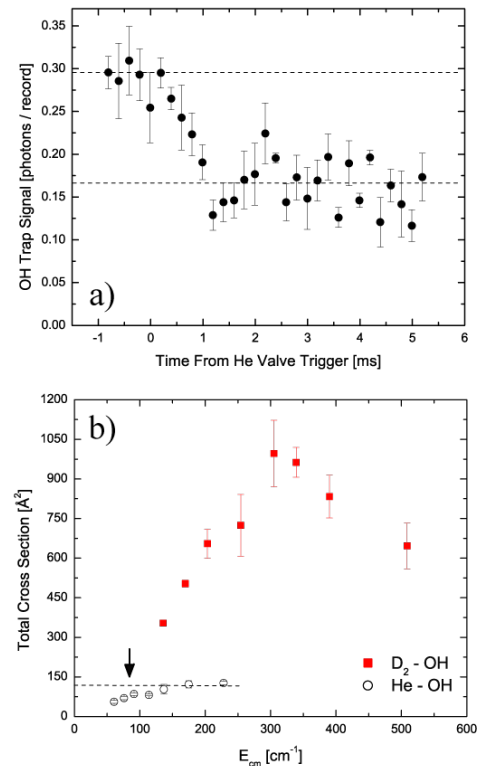 0.35
0.30
0.25
0.20
0.15
0.10
0.05
0.00
OH Trap Signal [photons / record]
a)
-1 0 1 2 3 4 5 6
Time From He Valve Trigger [ms]
b)
1200
1050
900
750
600
450
300
150
0
Total Cross Section [Å²]
D₂ - OH
He - OH
0 100 200 300 400 500 600
E_cm [cm⁻¹]